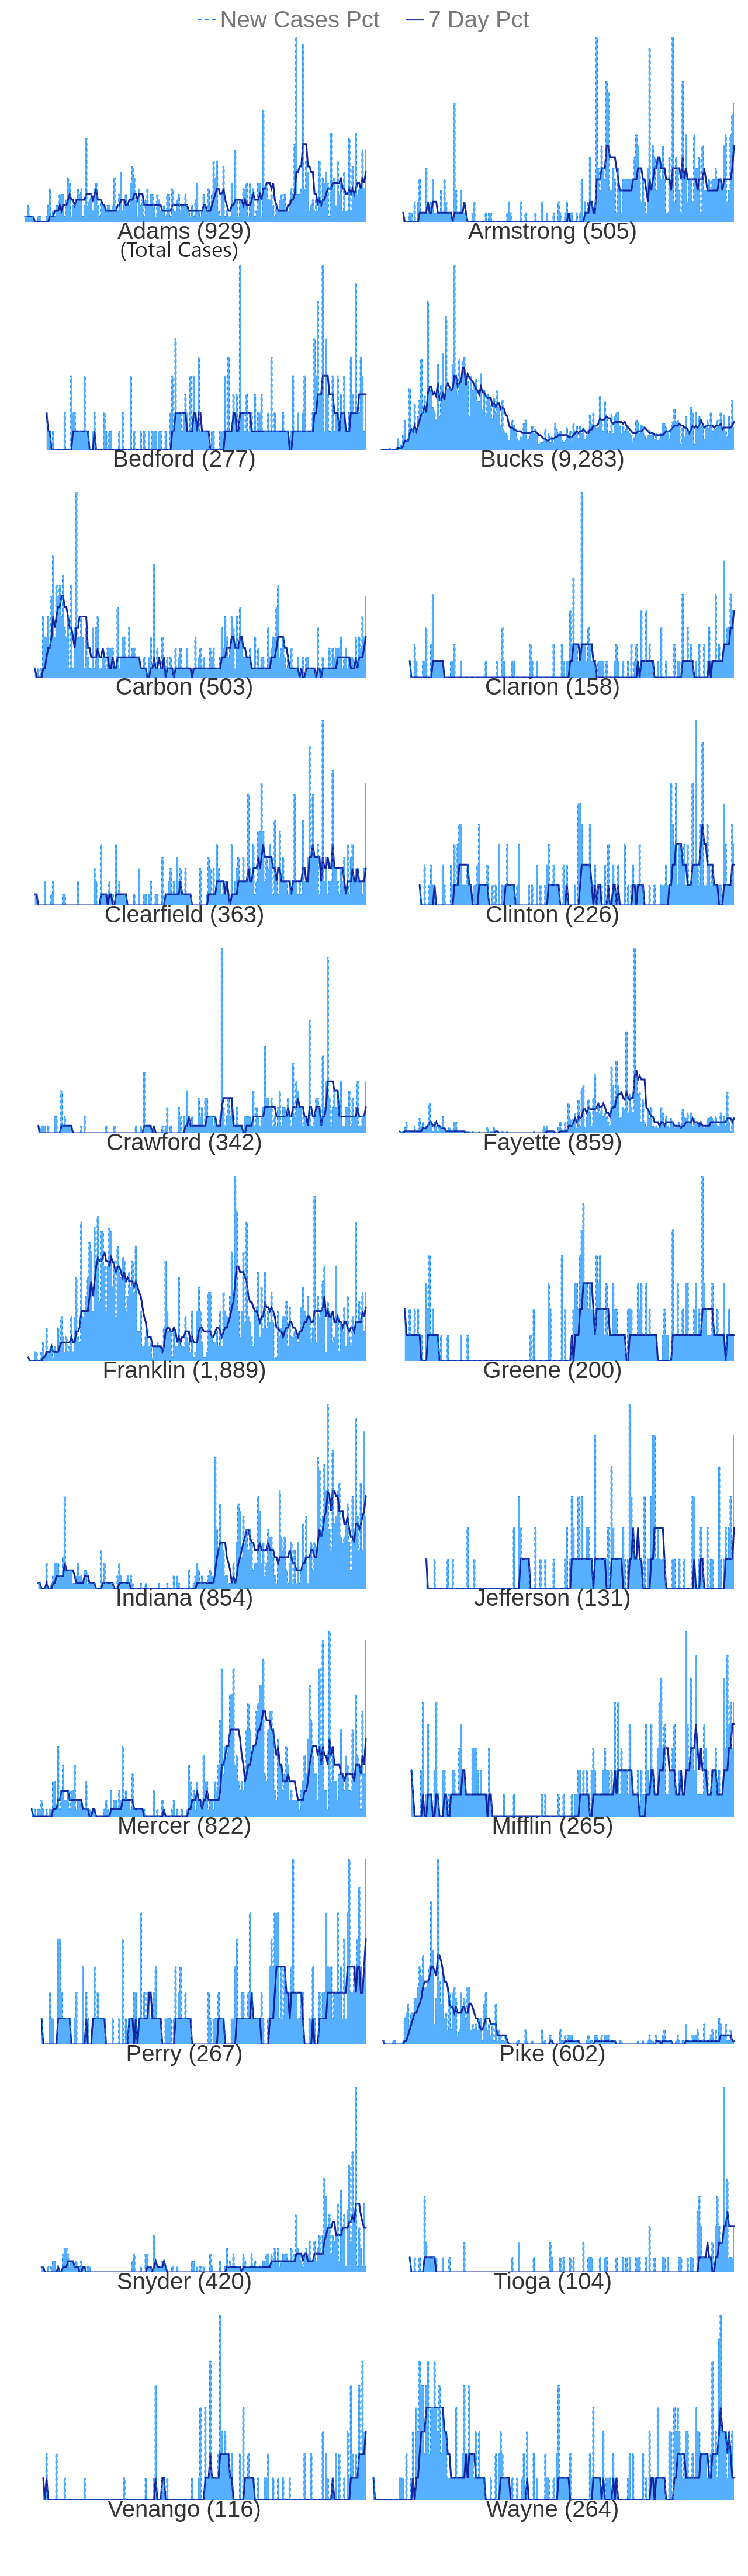 New Cases Pct 7 Day Pct
Adams (929) Armstrong (505)
(Total Cases)
Bedford (277) Bucks (9,283)
Carbon (503) Clarion (158)
Clearfield (363) Clinton (226)
Crawford (342) Fayette (859)
Franklin (1,889) Greene (200)
Indiana (854) Jefferson (131)
Mercer (822) Mifflin (265)
Perry (267) Pike (602)
Snyder (420) Tioga (104)
Venango (116) Wayne (264)